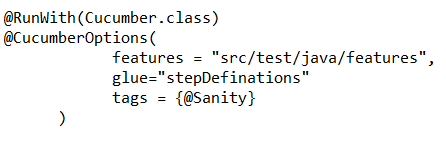 @RunWith(Cucumber.class)
@CucumberOptions(
features = "src/test/java/features",
glue="stepDefinations"
tags = {@Sanity}
)